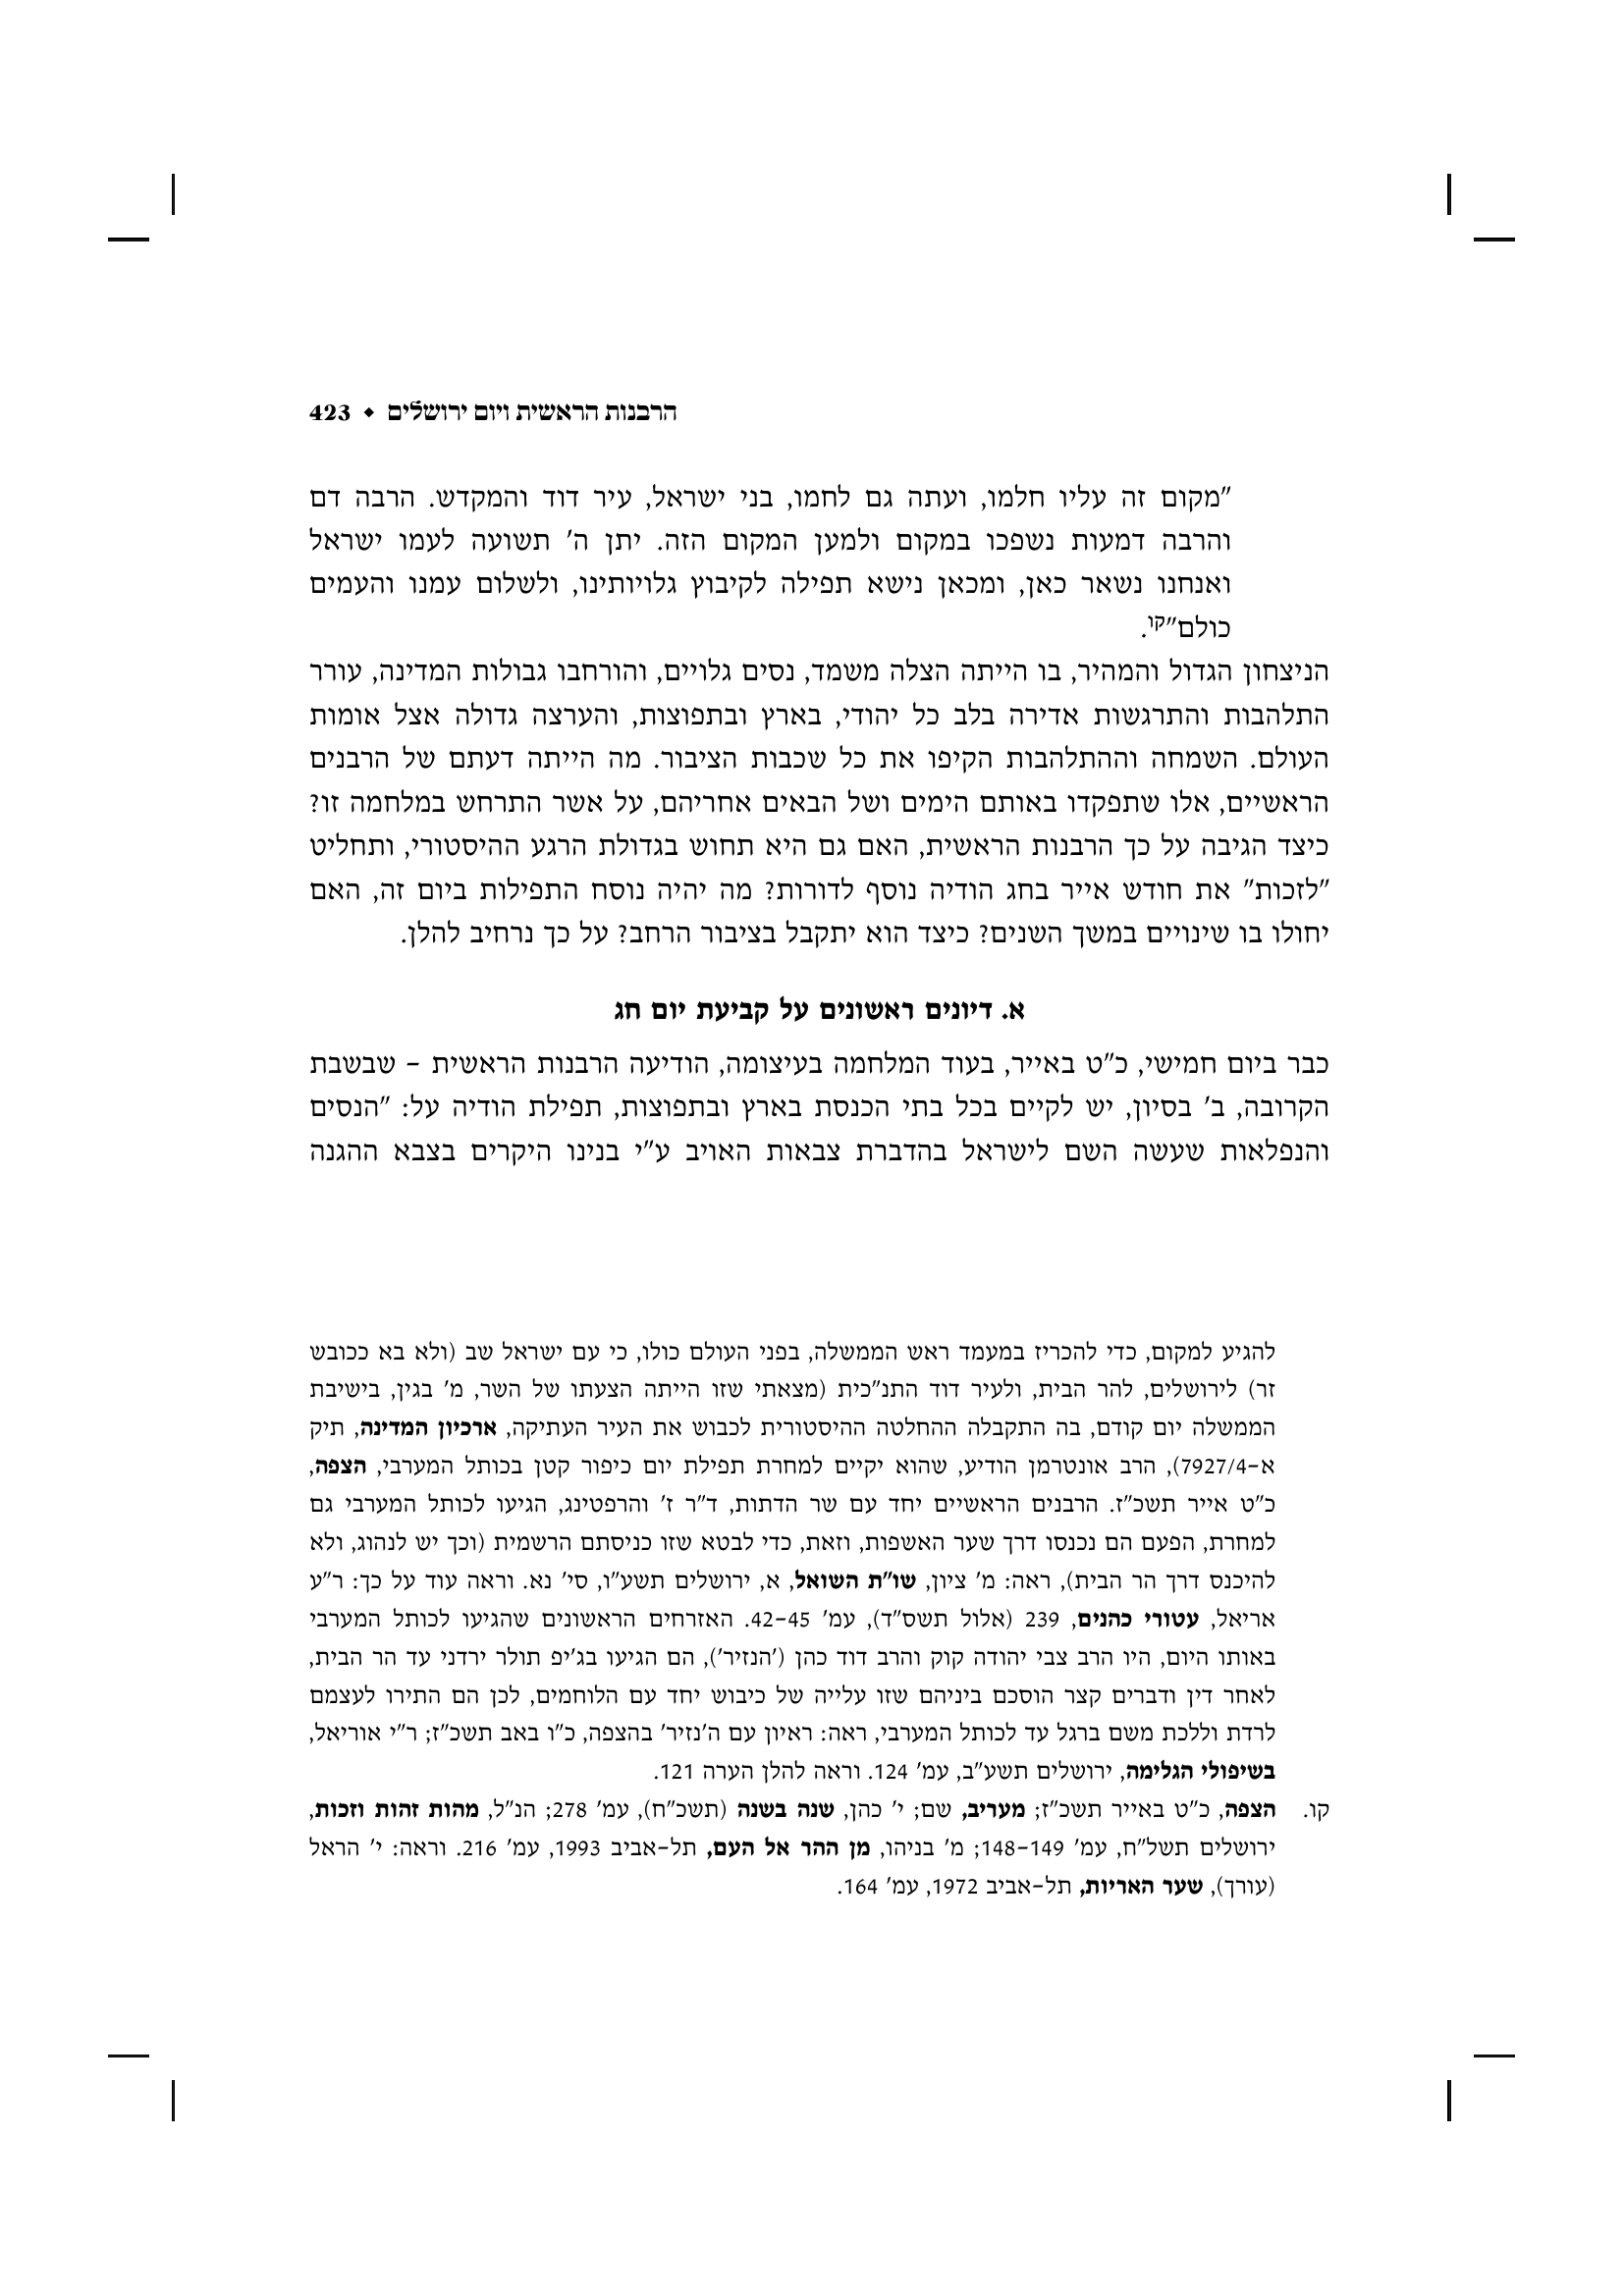 הרבנות הראשית ויום ירושלים ◆ 423
"מקום זה עליו חלמו, ועתה גם לחמו, בני ישראל, עיר דוד והמקדש. הרבה דם
והרבה דמעות נשפכו במקום ולמען המקום הזה. יתן ה' תשועה לעמו ישראל
ואנחנו נשאר כאן, ומכאן נישא תפילה לקיבוץ גלויותינו, ולשלום עמנו והעמים
כולם"קו.
הניצחון הגדול והמהיר, בו הייתה הצלה משמד, נסים גלויים, והורחבו גבולות המדינה, עורר
התלהבות והתרגשות אדירה בלב כל יהודי, בארץ ובתפוצות, והערצה גדולה אצל אומות
העולם. השמחה וההתלהבות הקיפו את כל שכבות הציבור. מה הייתה דעתם של הרבנים
הראשיים, אלו שתפקדו באותם הימים ושל הבאים אחריהם, על אשר התרחש במלחמה זו?
כיצד הגיבה על כך הרבנות הראשית, האם גם היא תחוש בגדולת הרגע ההיסטורי, ותחליט
"לזכות" את חודש אייר בחג הודיה נוסף לדורות? מה יהיה נוסח התפילות ביום זה, האם
יחולו בו שינויים במשך השנים? כיצד הוא יתקבל בציבור הרחב? על כך נרחיב להלן.
א. דיונים ראשונים על קביעת יום חג
כבר ביום חמישי, כ"ט באייר, בעוד המלחמה בעיצומה, הודיעה הרבנות הראשית – שבשבת
הקרובה, ב' בסיון, יש לקיים בכל בתי הכנסת בארץ ובתפוצות, תפילת הודיה על: "הנסים
והנפלאות שעשה השם לישראל בהדברת צבאות האויב ע"י בנינו היקרים בצבא ההגנה
להגיע למקום, כדי להכריז במעמד ראש הממשלה, בפני העולם כולו, כי עם ישראל שב (ולא בא ככובש
זר) לירושלים, להר הבית, ולעיר דוד התנ"כית (מצאתי שזו הייתה הצעתו של השר, מ' בגין, בישיבת
הממשלה יום קודם, בה התקבלה ההחלטה ההיסטורית לכבוש את העיר העתיקה, ארכיון המדינה, תיק
א–7927/4), הרב אונטרמן הודיע, שהוא יקיים למחרת תפילת יום כיפור קטן בכותל המערבי, הצפה,
כ"ט אייר תשכ"ז. הרבנים הראשיים יחד עם שר הדתות, ד"ר ז' והרפטינג, הגיעו לכותל המערבי גם
למחרת, הפעם הם נכנסו דרך שער האשפות, וזאת, כדי לבטא שזו כניסתם הרשמית (וכך יש לנהוג, ולא
להיכנס דרך הר הבית), ראה: מ' ציון, שו"ת השואל, א, ירושלים תשע"ו, סי' נא. וראה עוד על כך: ר"ע
אריאל, עטורי כהנים, 239 (אלול תשס"ד), עמ' 42–45. האזרחים הראשונים שהגיעו לכותל המערבי
באותו היום, היו הרב צבי יהודה קוק והרב דוד כהן ('הנזיר'), הם הגיעו בג'יפ תולר ירדני עד הר הבית,
לאחר דין ודברים קצר הוסכם ביניהם שזו עלייה של כיבוש יחד עם הלוחמים, לכן הם התירו לעצמם
לרדת וללכת משם ברגל עד לכותל המערבי, ראה: ראיון עם ה'נזיר' בהצפה, כ"ו באב תשכ"ז; ר"י אוריאל,
בשיפולי הגלימה, ירושלים תשע"ב, עמ' 124. וראה להלן הערה 121.
קו. הצפה, כ"ט באייר תשכ"ז; מעריב, שם; י' כהן, שנה בשנה (תשכ"ח), עמ' 278; הנ"ל, מהות זהות וזכות,
ירושלים תשל"ח, עמ' 148–149; מ' בניהו, מן ההר אל העם, תל–אביב 1993, עמ' 216. וראה: י' הראל
(עורך), שער האריות, תל–אביב 1972, עמ' 164.